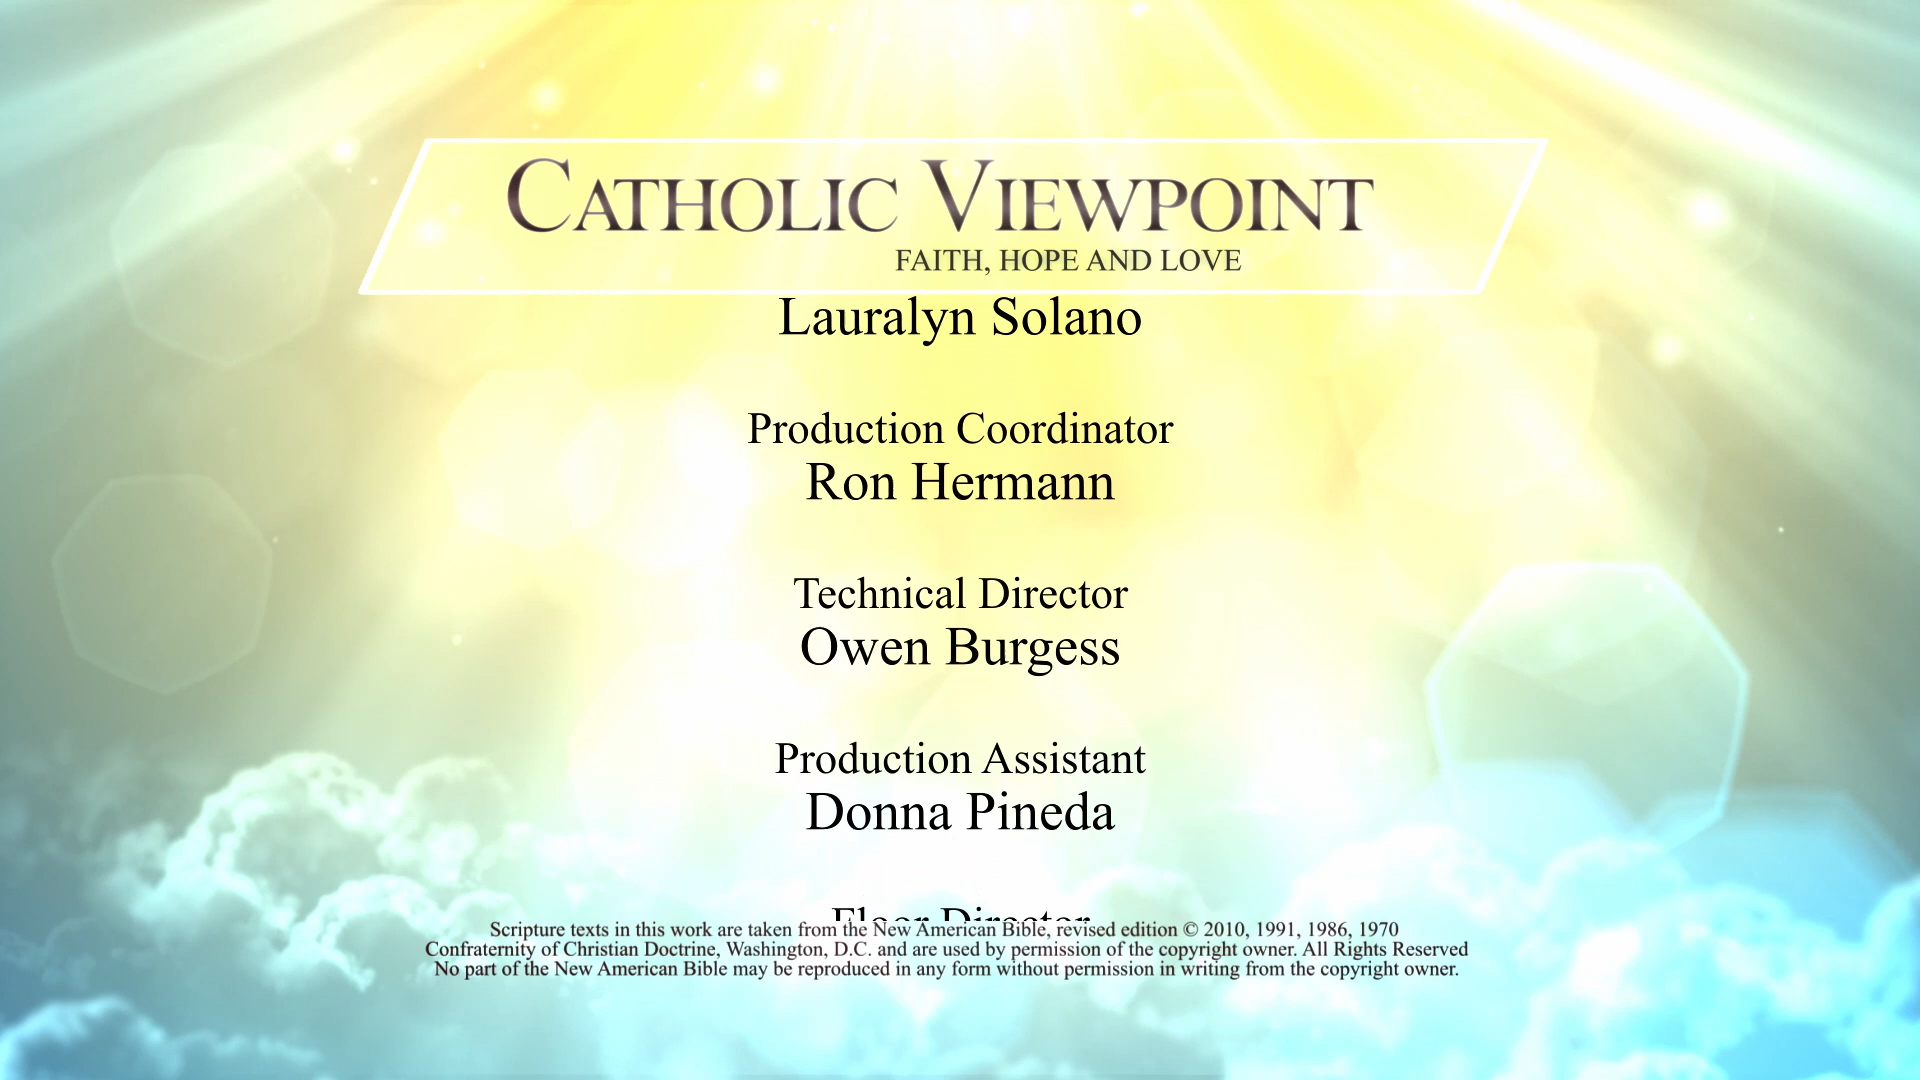 CATHOLIC VIEWPOINT
FAITH, HOPE AND LOVE
Lauralyn Solano
Production Coordinator
Ron Hermann
Technical Director
Owen Burgess
Production Assistant
Donna Pineda
Floor Director
Scripture texts in this work are taken from the New American Bible, revised edition © 2010, 1991, 1986, 1970
Confraternity of Christian Doctrine, Washington, D.C. and are used by permission of the copyright owner. All Rights Reserved
No part of the New American Bible may be reproduced in any form without permission in writing from the copyright owner.